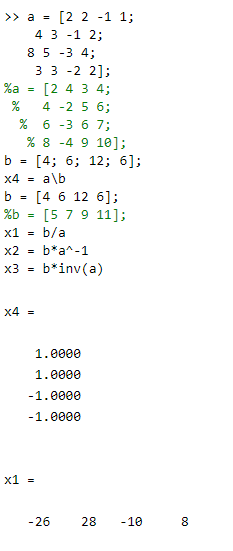 >> a = [2 2 -1 1;
4 3 -1 2;
8 5 -3 4;
3 3 -2 2];
%a = [2 4 3 4;
%   4 -2 5 6;
%  6 -3 6 7;
% 8 -4 9 10];
b = [4; 6; 12; 6];
x4 = a\b
b = [4 6 12 6];
%b = [5 7 9 11];
x1 = b/a
x2 = b*a^-1
x3 = b*inv(a)
x4 =
1.0000
1.0000
-1.0000
-1.0000
x1 =
-26    28   -10     8